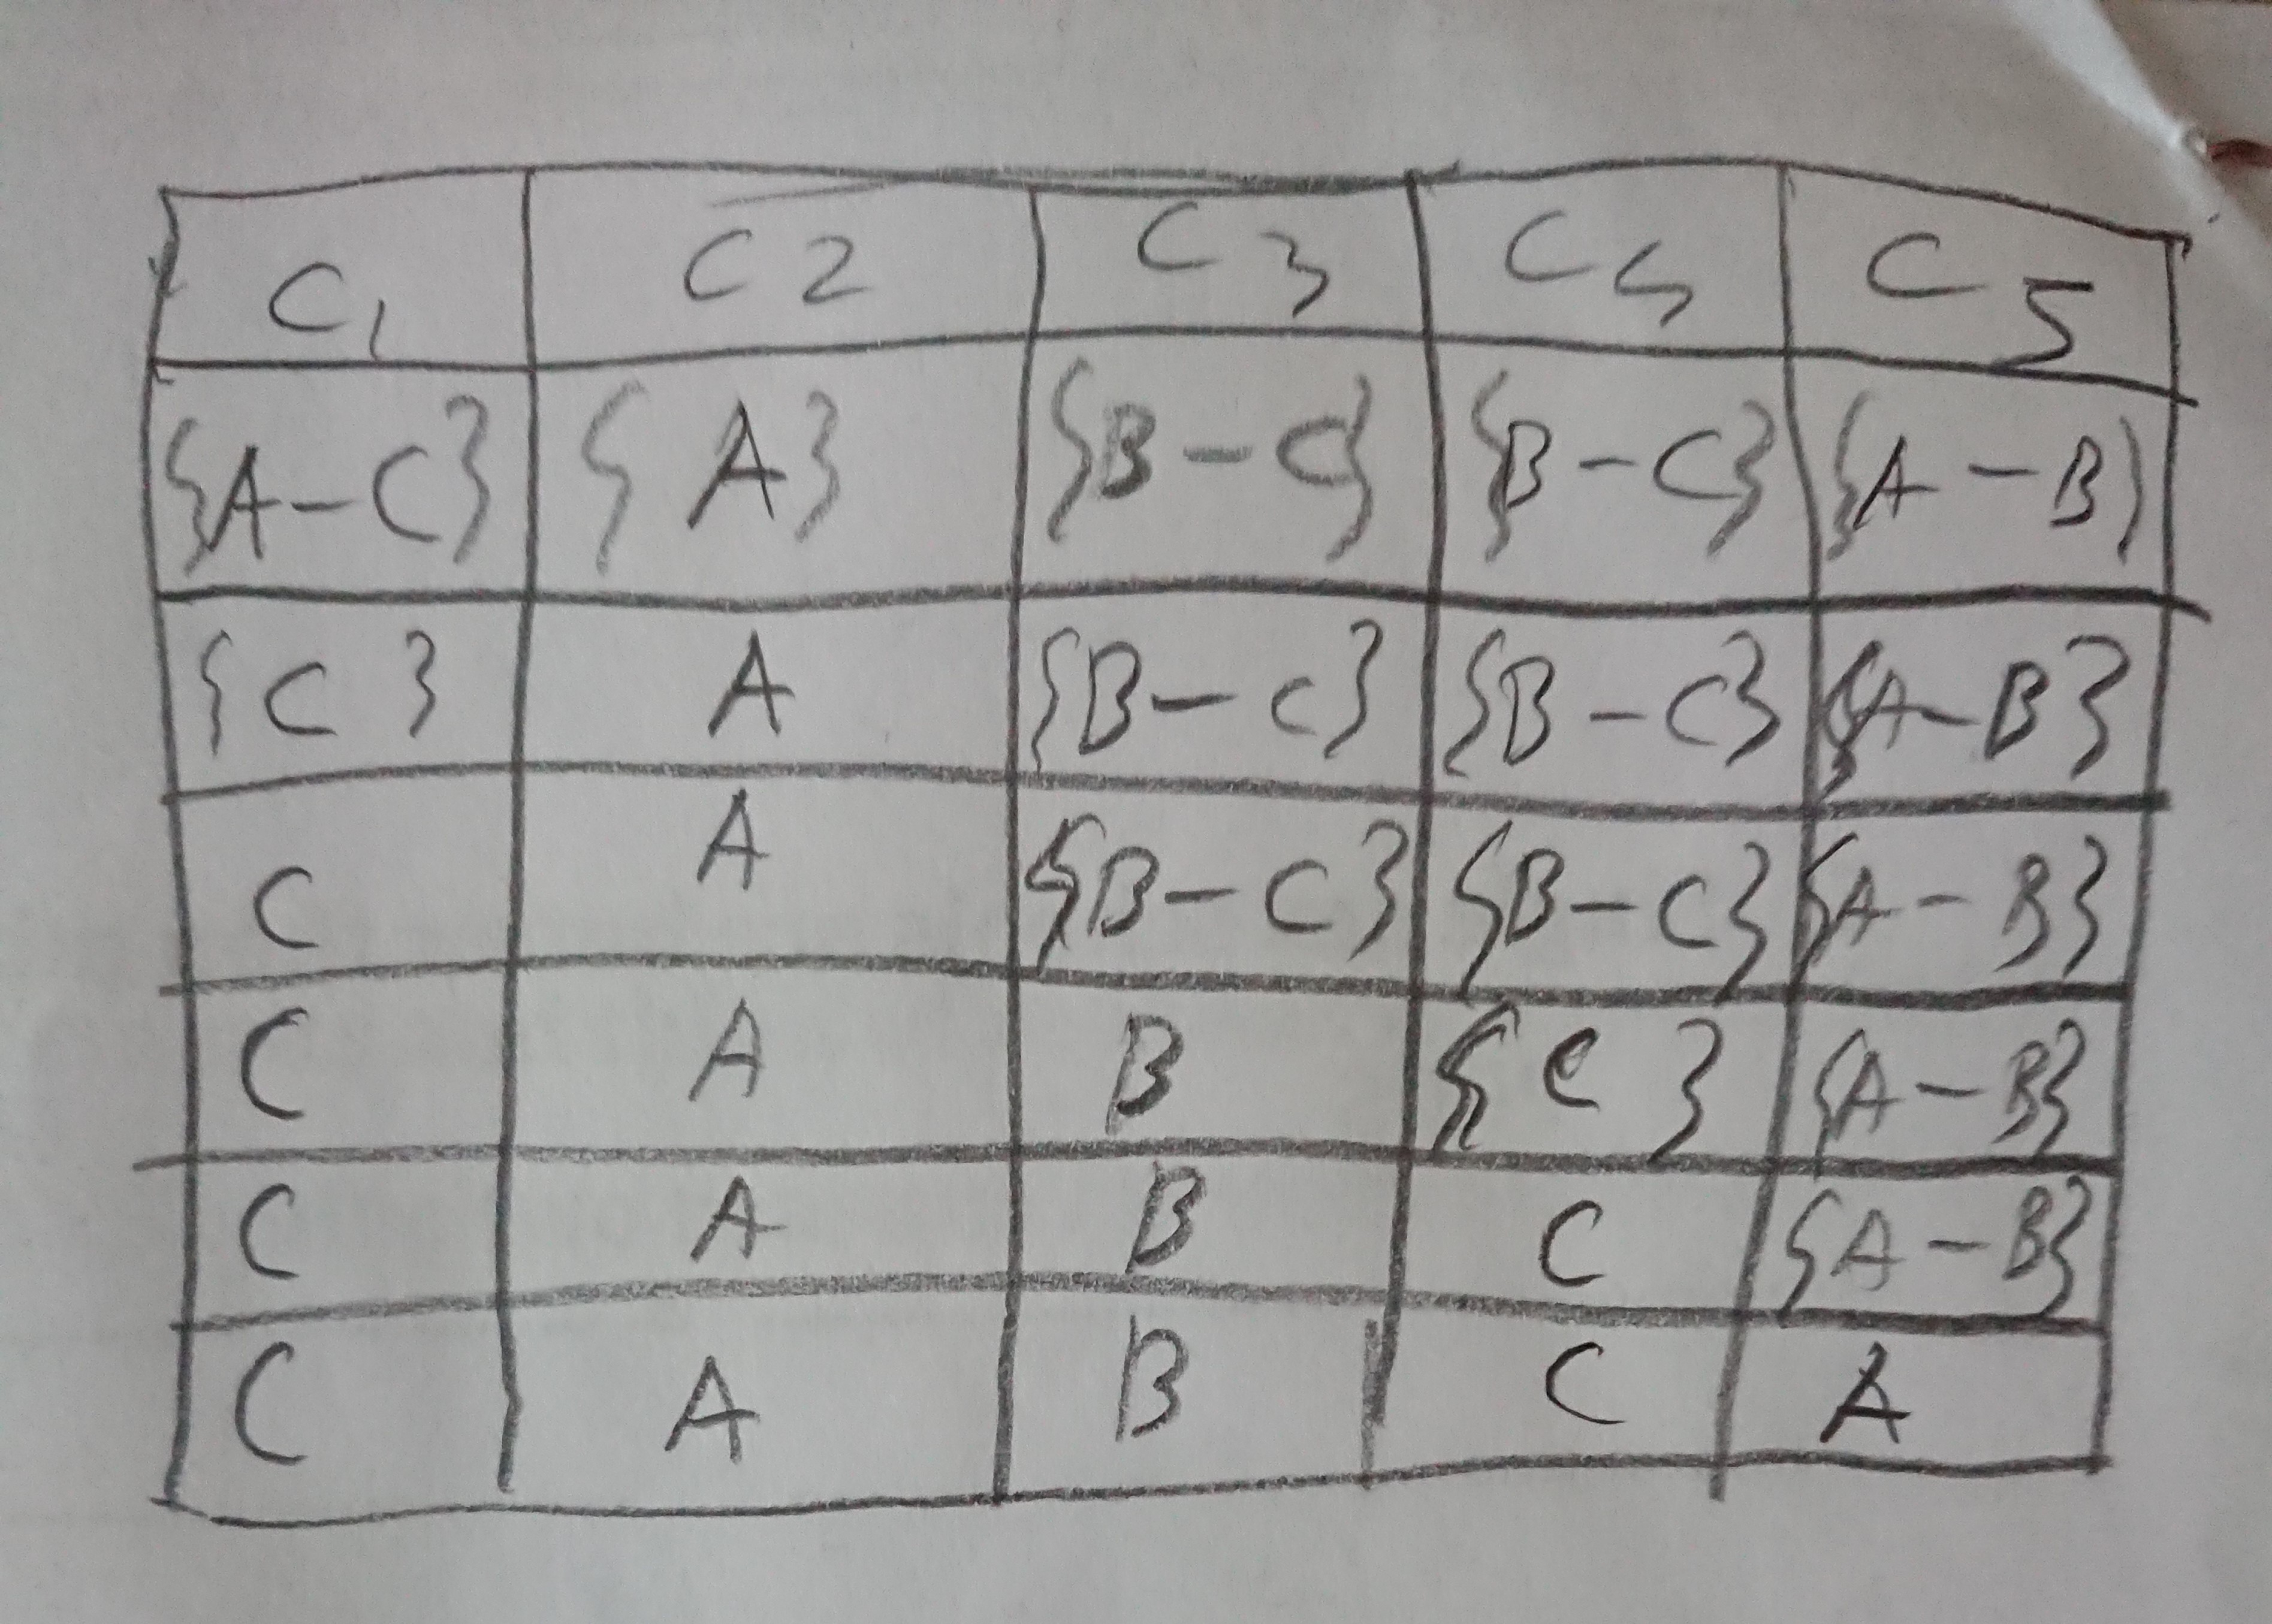 C1 C2 C3 C4 C5
{A-C} {A} {B-C} {B-C} {A-B}
{C} A {B-C} {B-C} {A-B}
C A {B-C} {B-C} {A-B}
C A B {C} {A-B}
C A B C {A-B}
C A B C A